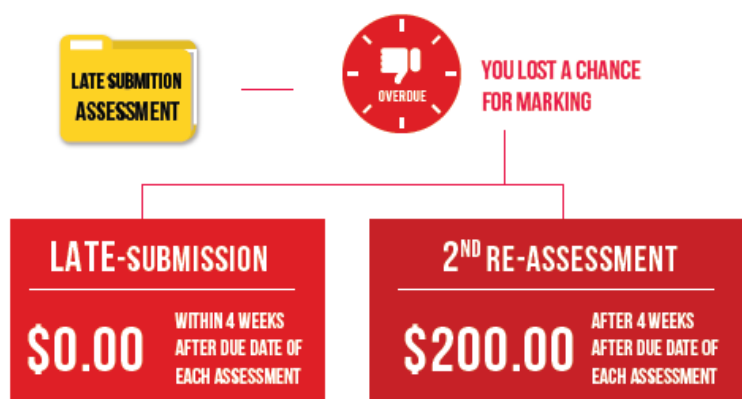 LATE SUBMITION
ASSESSMENT
OVERDUE
YOU LOST A CHANCE
FOR MARKING
LATE-SUBMISSION
$0.00
WITHIN 4 WEEKS
AFTER DUE DATE OF
EACH ASSESSMENT
2ND RE-ASSESSMENT
$200.00
AFTER 4 WEEKS
AFTER DUE DATE OF
EACH ASSESSMENT